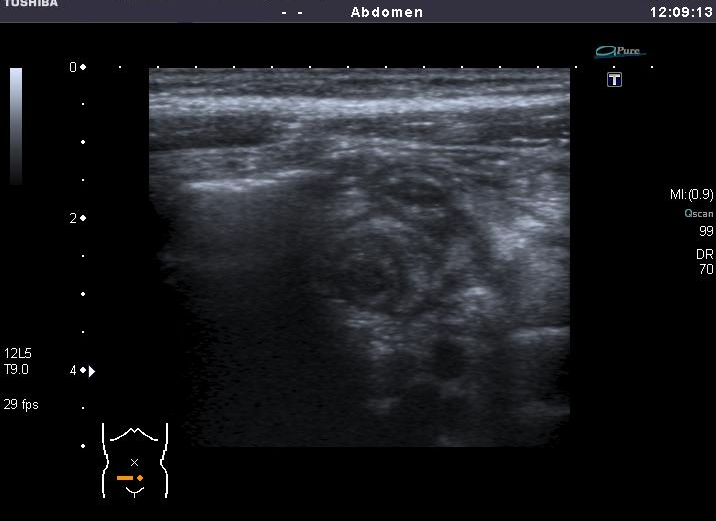 TOSHIBA
- - Abdomen 12:09:13
Pure
T
0
2
4
MI:(0.9)
Qscan
99
DR
70
12L5
T9.0
29 fps